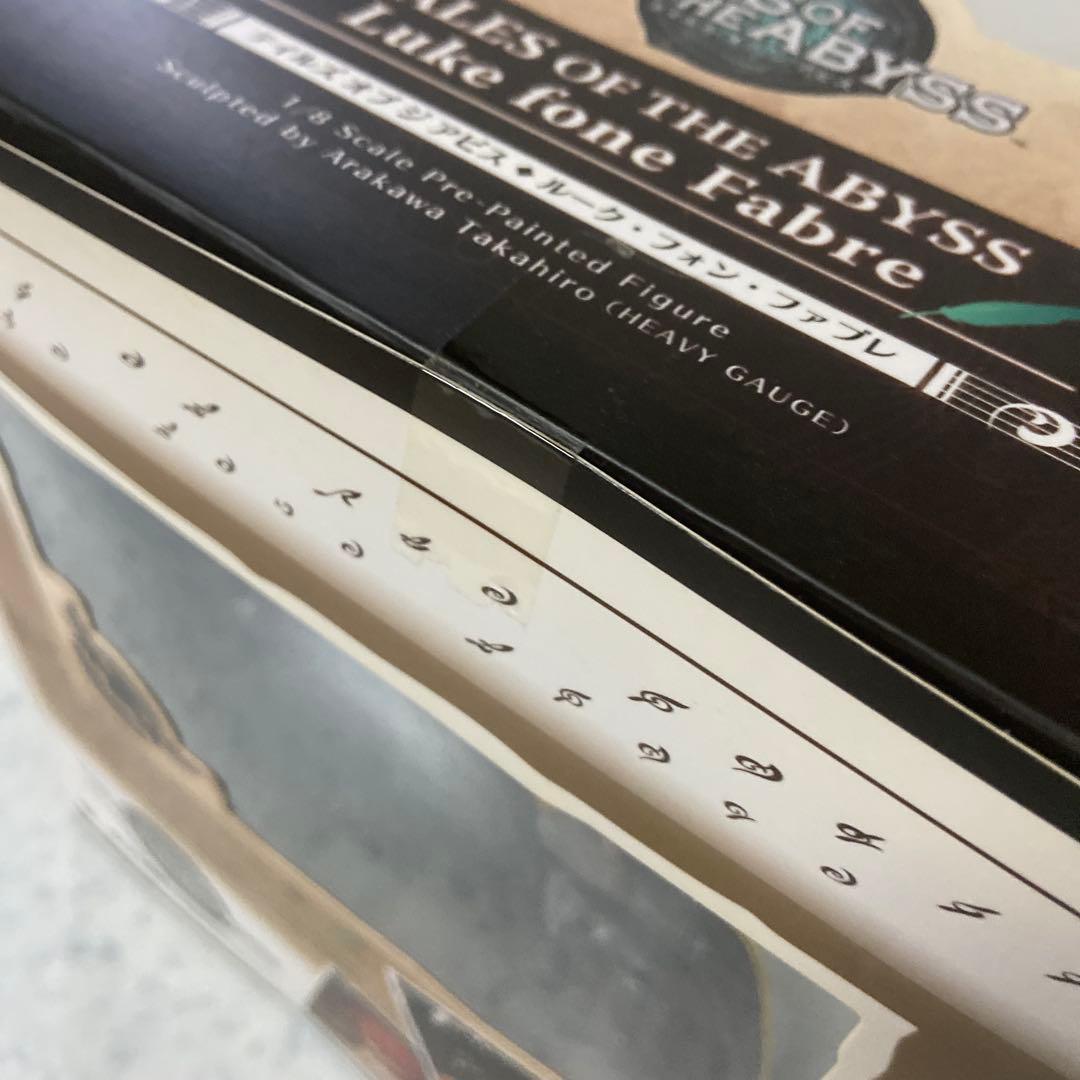 S OF
THE ABYSS
TALES OF THE ABYSS
Luke fone Fabre
テイルズ オブ ジ アビス◆ルーク・フォン・ファブレ
1/8 Scale Pre-Painted Figure
Sculpted by Arakawa Takahiro (HEAVY GAUGE)